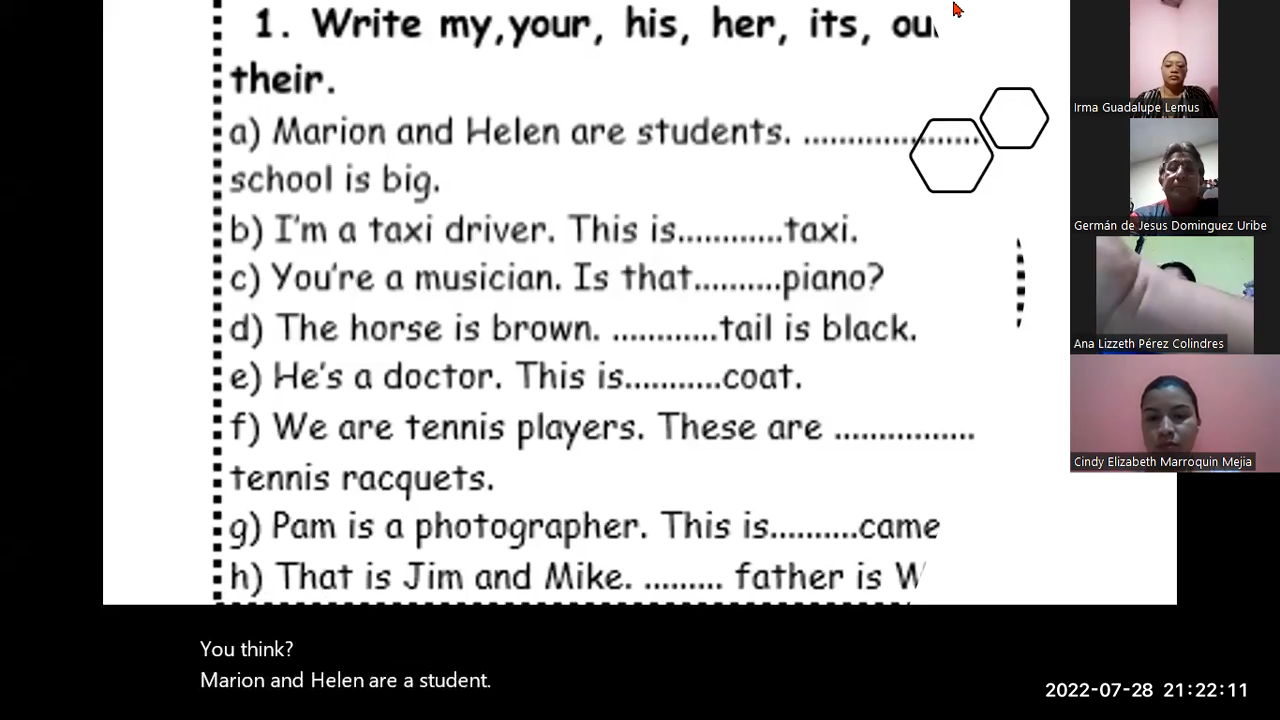 1. Write my,your, his, her, its,
their.
a) Marion and Helen are students. ........................
school is big.
b) I'm a taxi driver. This is............taxi.
c) You're a musician. Is that..........piano?
d) The horse is brown. ............tail is black.
e) He's a doctor. This is...........coat.
f) We are tennis players. These are ................
tennis racquets.
g) Pam is a photographer. This is..........came
h) That is Jim and Mike. ......... father is W
Irma Guadalupe Lemus
Germán de Jesus Dominguez Uribe
Ana Lizzeth Pérez Colindres
Cindy Elizabeth Marroquin Mejia
You think?
Marion and Helen are a student.
2022-07-28 21:22:11